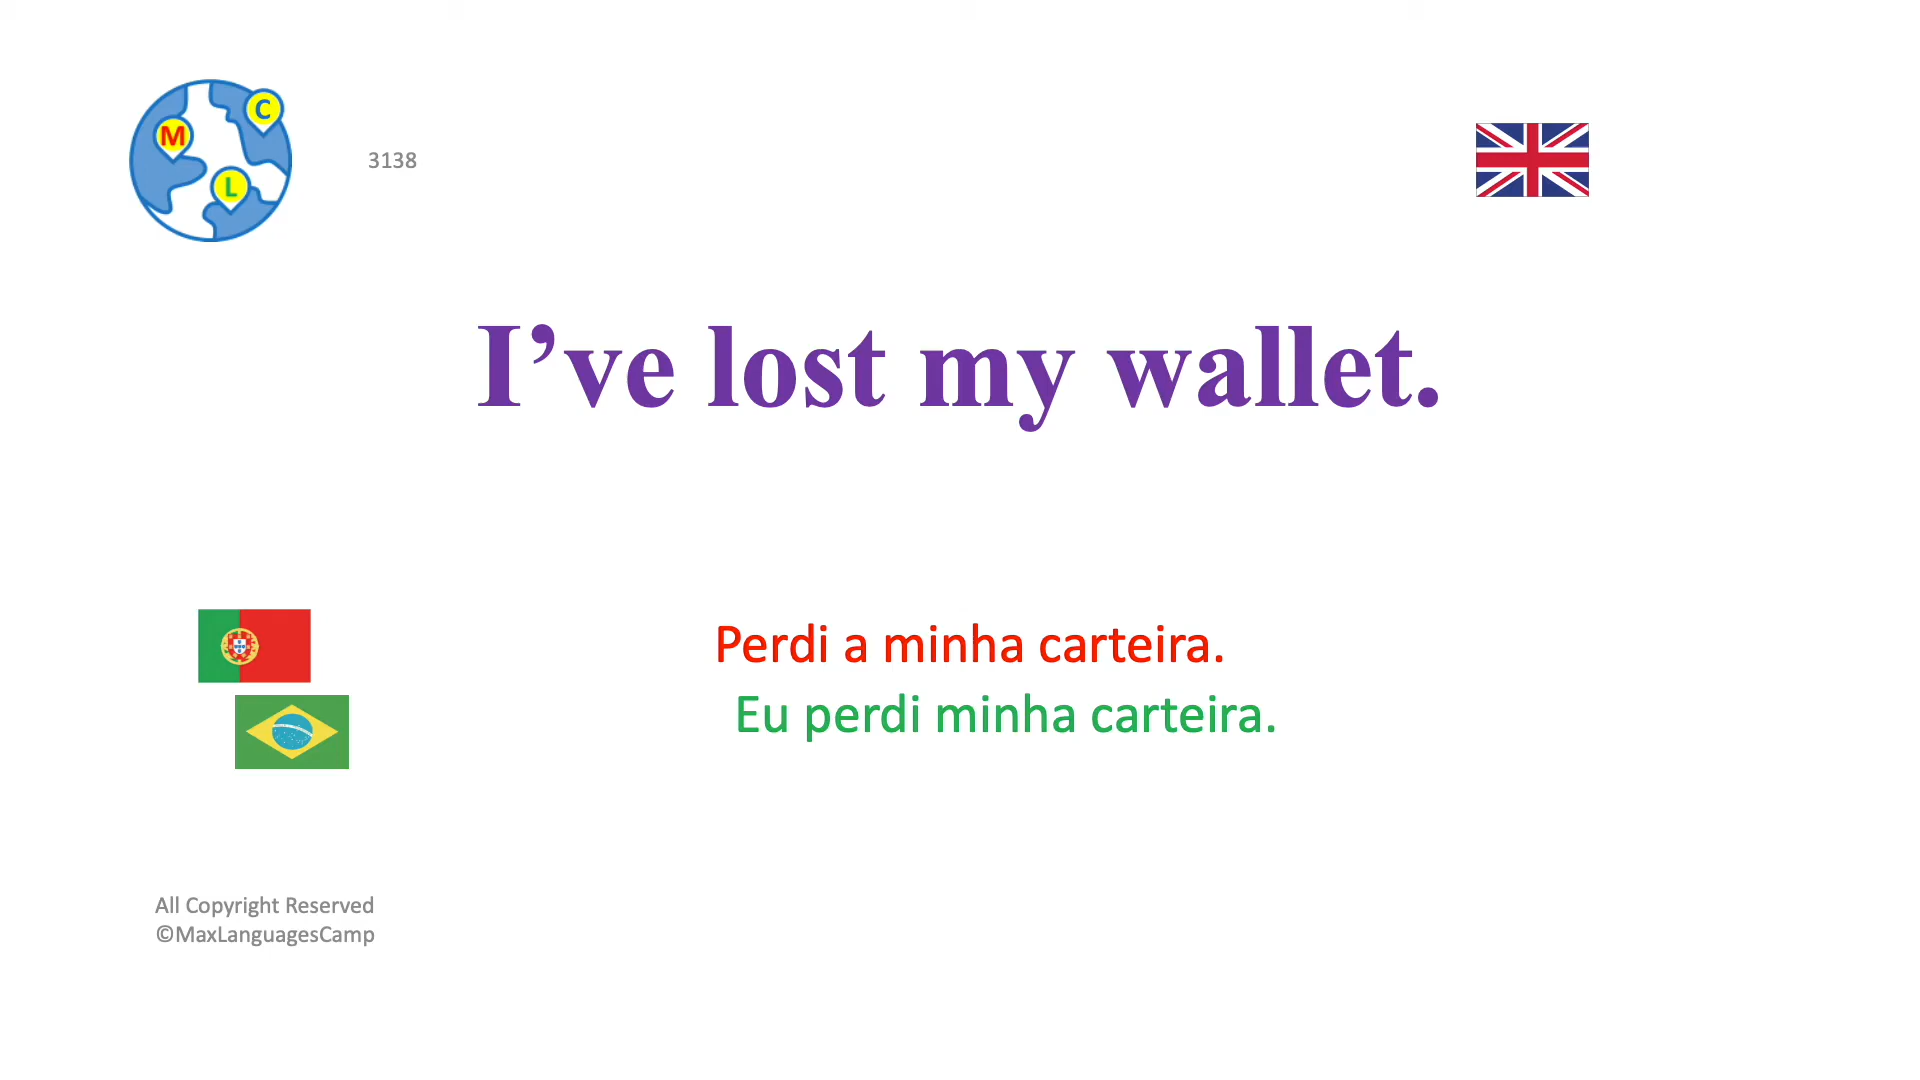 M
C
L
3138
I’ve lost my wallet.
Perdi a minha carteira.
Eu perdi minha carteira.
All Copyright Reserved
©MaxLanguagesCamp